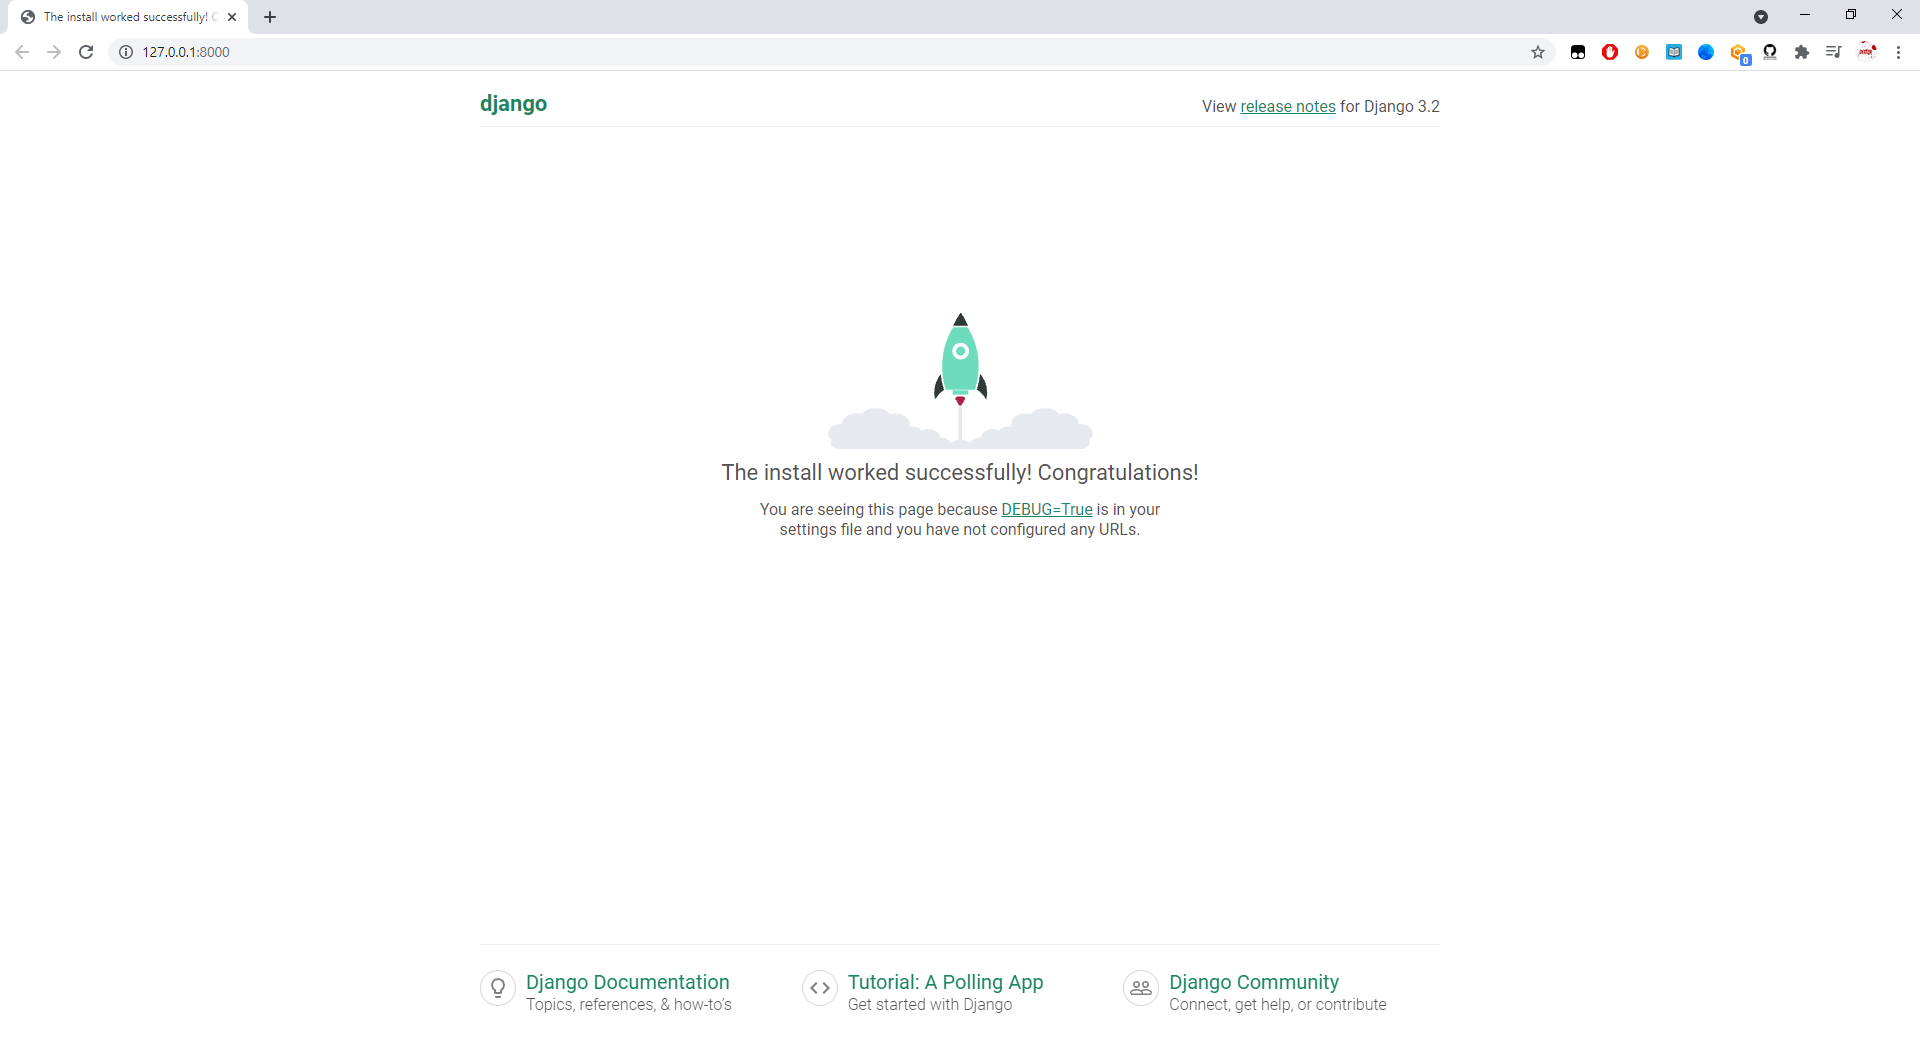 The install worked successfully! C
127.0.0.1:8000
0
django
View release notes for Django 3.2
The install worked successfully! Congratulations!
You are seeing this page because DEBUG=True is in your
settings file and you have not configured any URLs.
Django Documentation
Topics, references, & how-to’s
Tutorial: A Polling App
Get started with Django
Django Community
Connect, get help, or contribute